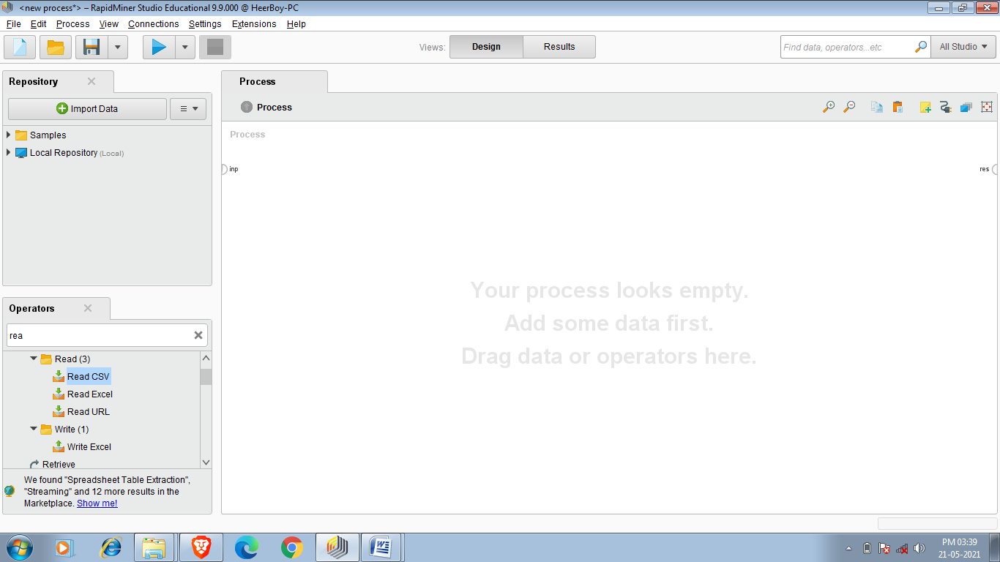 <new process*> – RapidMiner Studio Educational 9.9.000 @ HeerBoy-PC
File Edit Process View Connections Settings Extensions Help
Views: Design Results
Find data, operators...etc
All Studio
Repository
Import Data
Samples
Local Repository (Local)
Process
Process
Process
inp
res
Your process looks empty.
Add some data first.
Drag data or operators here.
Operators
rea
Read (3)
Read CSV
Read Excel
Read URL
Write (1)
Write Excel
Retrieve
We found "Spreadsheet Table Extraction",
"Streaming" and 12 more results in the
Marketplace. Show me!
PM 03:39
21-05-2021